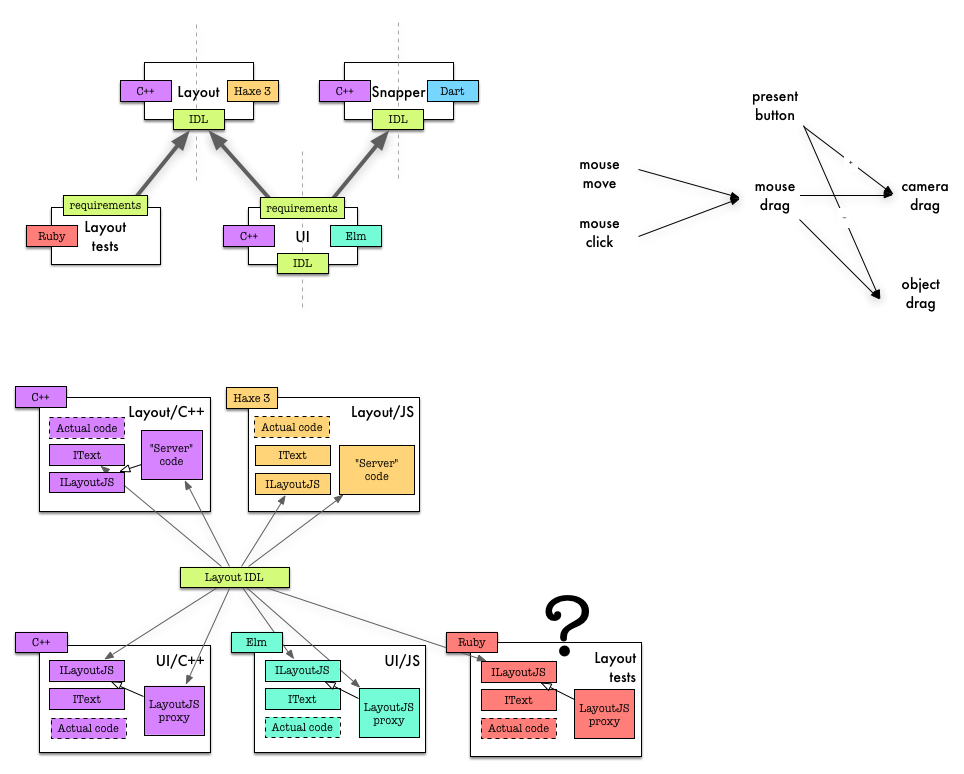 C++
Layout
Haxe 3
IDL
C++
Snapper
Dart
IDL
requirements
Ruby
Layout
tests
requirements
C++
UI
Elm
IDL
present
button
mouse
move
mouse
click
mouse
drag
camera
drag
object
drag
C++
Layout/C++
Actual code
IText
ILayoutJS
"Server"
code
Haxe 3
Layout/JS
Actual code
IText
ILayoutJS
"Server"
code
Layout IDL
C++
UI/C++
ILayoutJS
IText
Actual code
LayoutJS
proxy
Elm
UI/JS
ILayoutJS
IText
Actual code
LayoutJS
proxy
?
Ruby
Layout
tests
ILayoutJS
IText
Actual code
LayoutJS
proxy